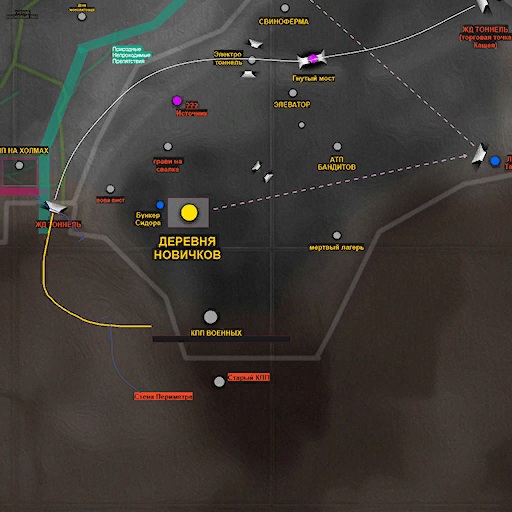 СВИНОФЕРМА
ЖД ТОННЕЛЬ
(торговая точка
Кащея)
Природные
Непроходимые
Препятствия
Электро
тоннель
Гнутый мост
ЭЛЕВАТОР
???
Источник
КПП НА ХОЛМАХ
грави на
свалке
АТП
БАНДИТОВ
Бункер
Сидора
ЖД ТОННЕЛЬ
ДЕРЕВНЯ
НОВИЧКОВ
мертвый лагерь
КПП ВОЕННЫХ
Старый КПП
Стена Периметра